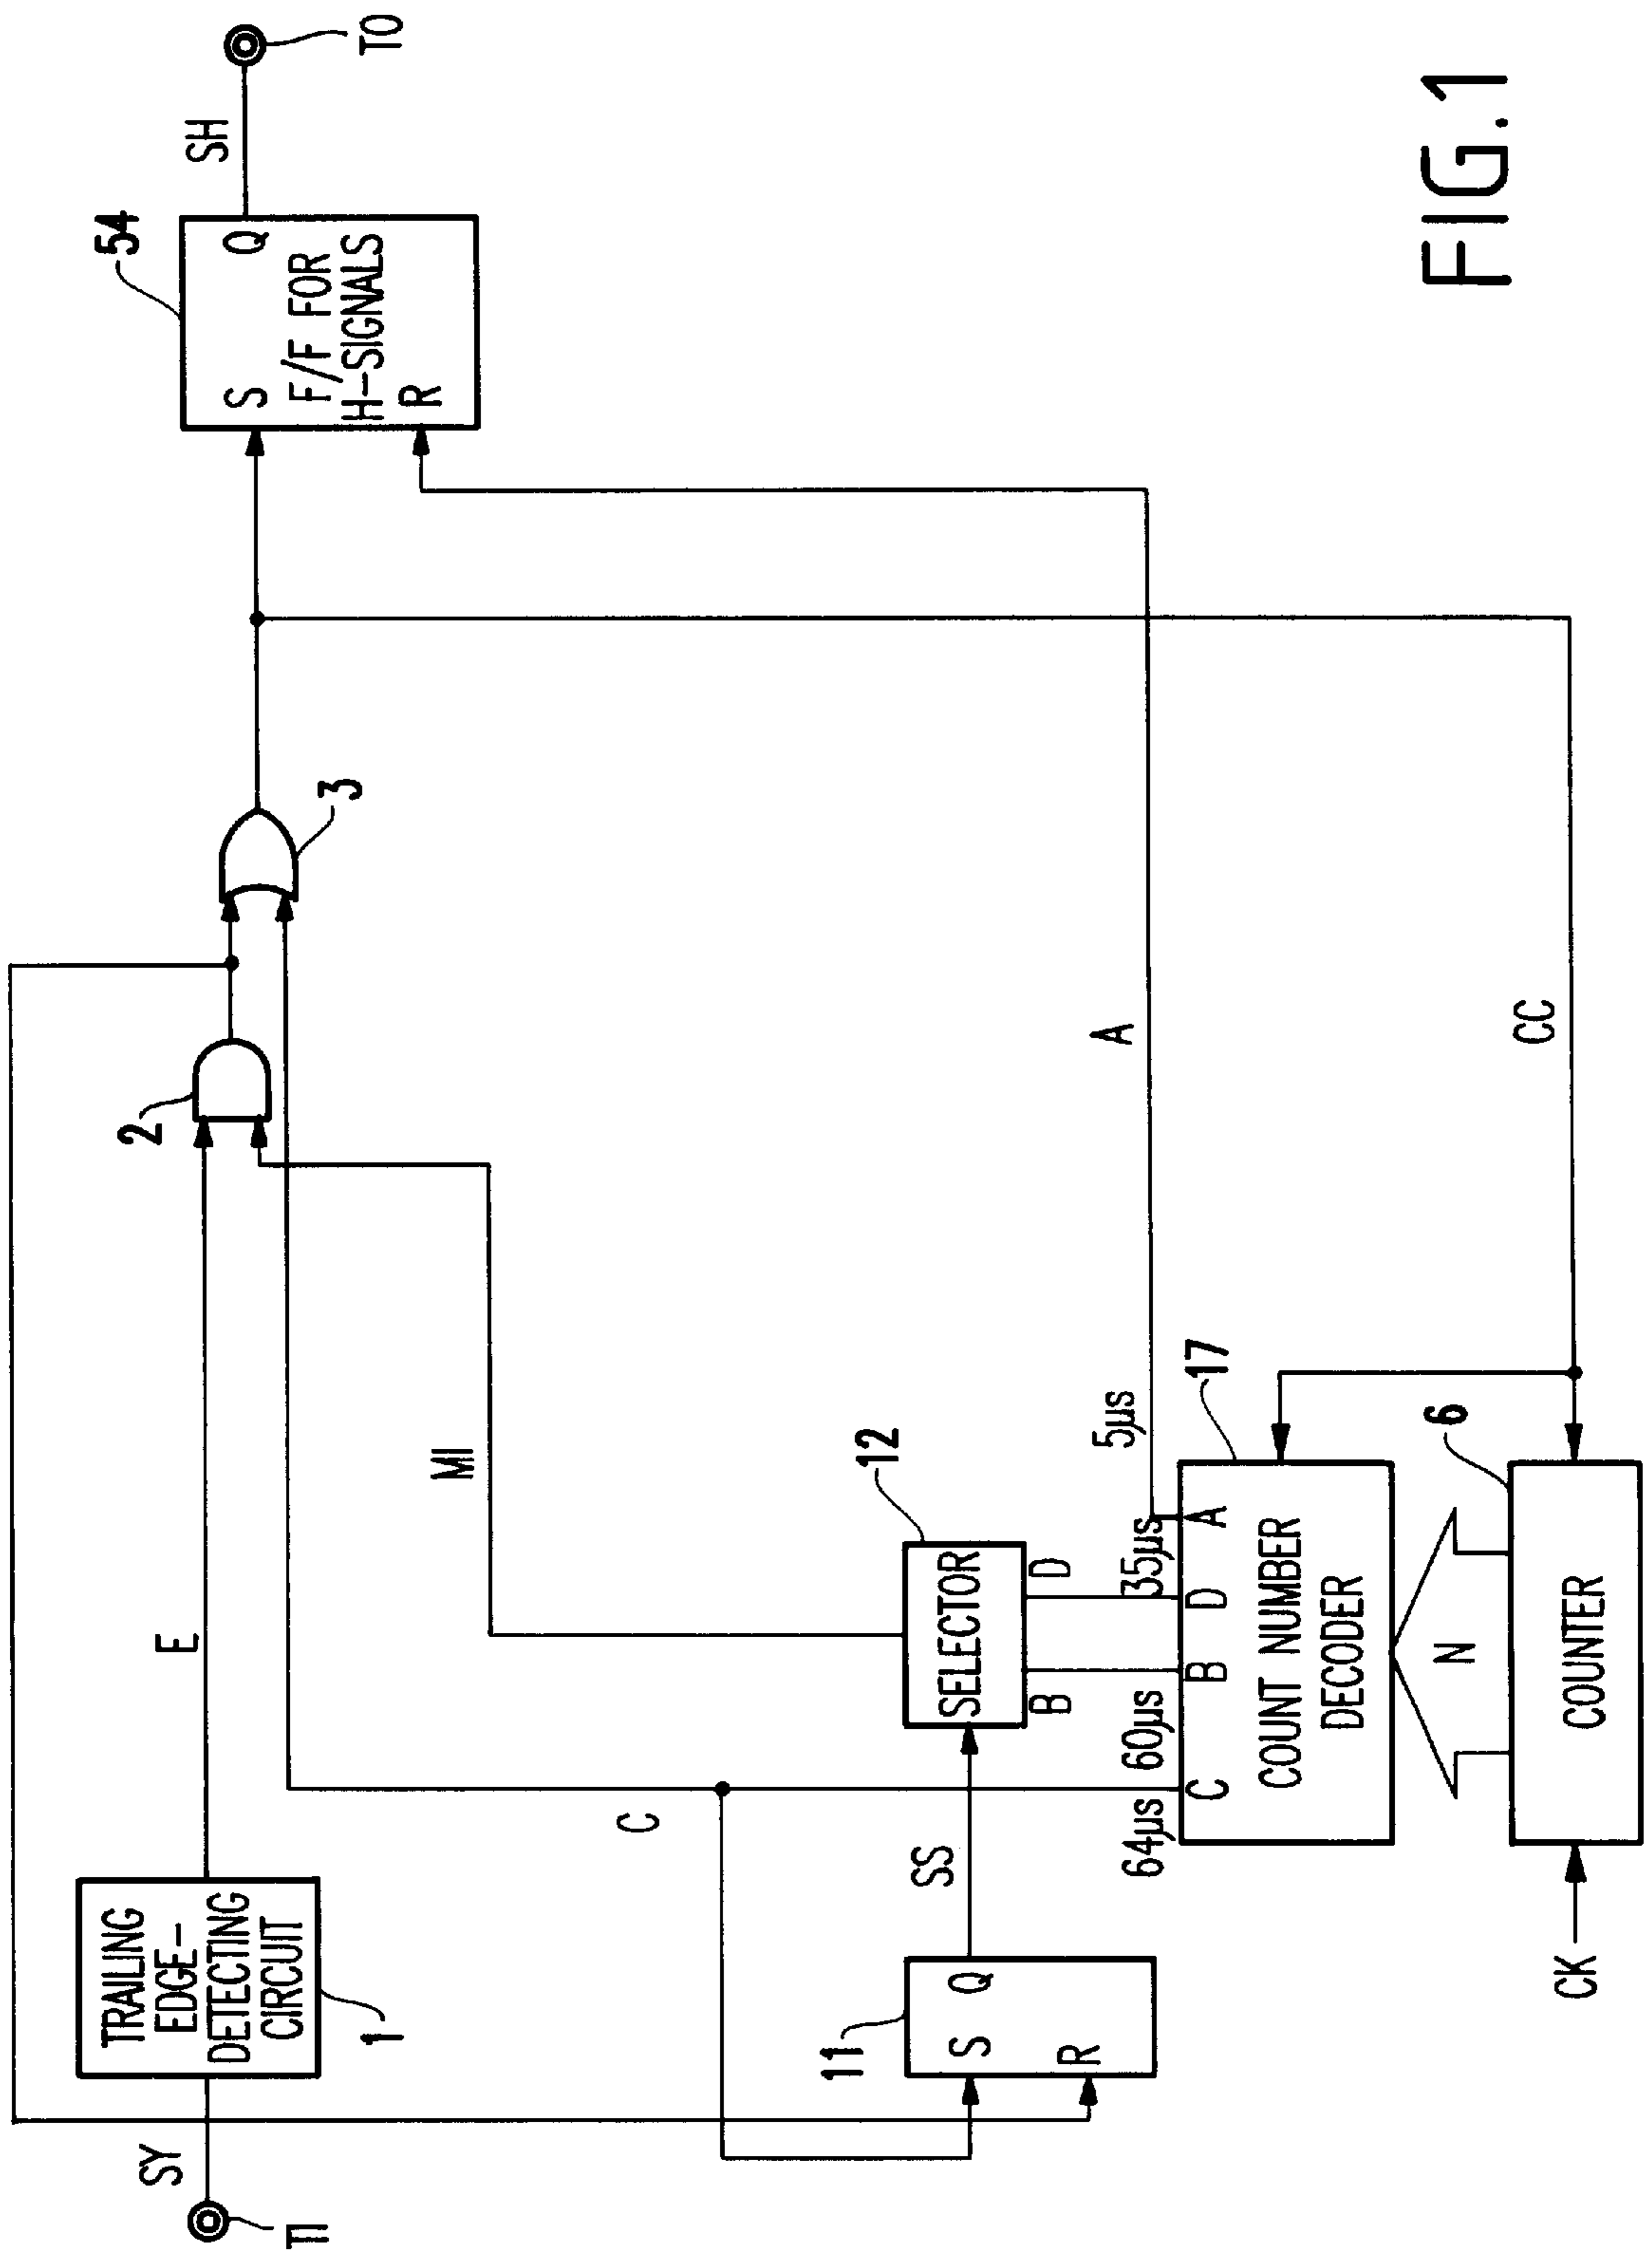 TI
SY
TRAILING
EDGE-
DETECTING
CIRCUIT
1
E
2
3
54
S
Q
F/F FOR
H-SIGNALS
R
SH
TO
MI
C
11
S
Q
R
SS
12
SELECTOR
B
D
64μs
60μs
35μs
5μs
A
C
B
D
A
17
COUNT NUMBER
DECODER
N
6
COUNTER
CK
CC
FIG.1